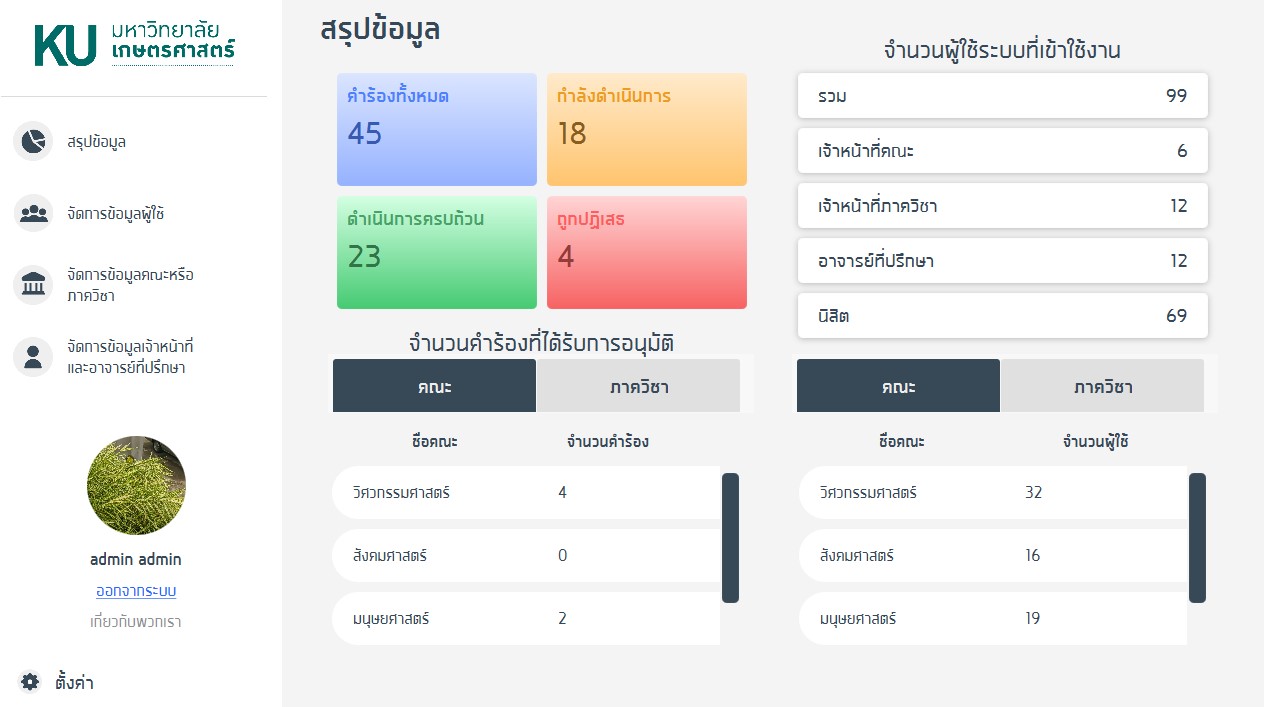 KU มหาวิทยาลัย
เกษตรศาสตร์
สรุปข้อมูล
จัดการข้อมูลผู้ใช้
จัดการข้อมูลคณะหรือ
ภาควิชา
จัดการข้อมูลเจ้าหน้าที่
และอาจารย์ที่ปรึกษา
admin admin
ออกจากระบบ
เกี่ยวกับพวกเรา
ตั้งค่า
สรุปข้อมูล
คำร้องทั้งหมด
45
กำลังดำเนินการ
18
ดำเนินการครบถ้วน
23
ถูกปฏิเสธ
4
จำนวนคำร้องที่ได้รับการอนุมัติ
คณะ ภาควิชา
ชื่อคณะ จำนวนคำร้อง
วิศวกรรมศาสตร์ 4
สังคมศาสตร์ 0
มนุษยศาสตร์ 2
จำนวนผู้ใช้ระบบที่เข้าใช้งาน
รวม 99
เจ้าหน้าที่คณะ 6
เจ้าหน้าที่ภาควิชา 12
อาจารย์ที่ปรึกษา 12
นิสิต 69
คณะ ภาควิชา
ชื่อคณะ จำนวนผู้ใช้
วิศวกรรมศาสตร์ 32
สังคมศาสตร์ 16
มนุษยศาสตร์ 19